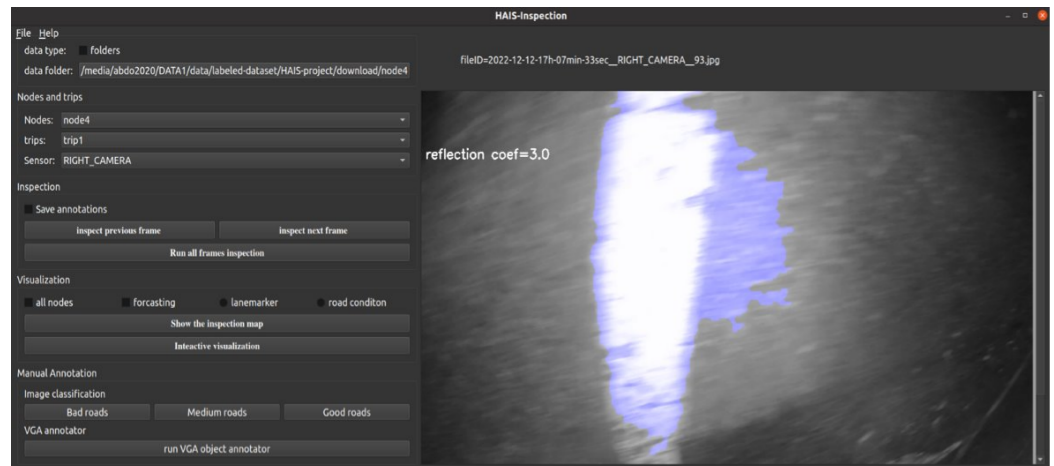 HAIS-Inspection
File Help
data type: folders
data folder: /media/abdo2020/DATA1/data/labeled-dataset/HAIS-project/download/node4
Nodes and trips
Nodes: node4
trips: trip1
Sensor: RIGHT_CAMERA
Inspection
Save annotations
inspect previous frame inspect next frame
Run all frames inspection
Visualization
all nodes forcasting lanemarker road conditon
Show the inspection map
Inteactive visualization
Manual Annotation
Image classification
Bad roads Medium roads Good roads
VGA annotator
run VGA object annotator
fileID=2022-12-12-17h-07min-33sec__RIGHT_CAMERA__93.jpg
reflection coef=3.0